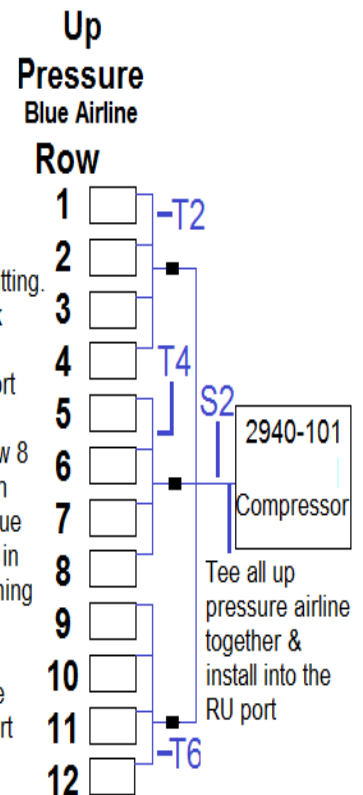 Up
Pressure
Blue Airline
Row
1
T2
2
3
4
T4
5
S2
6
2940-101
7
Compressor
8
Tee all up
pressure airline
together &
install into the
RU port
9
10
11
T6
12